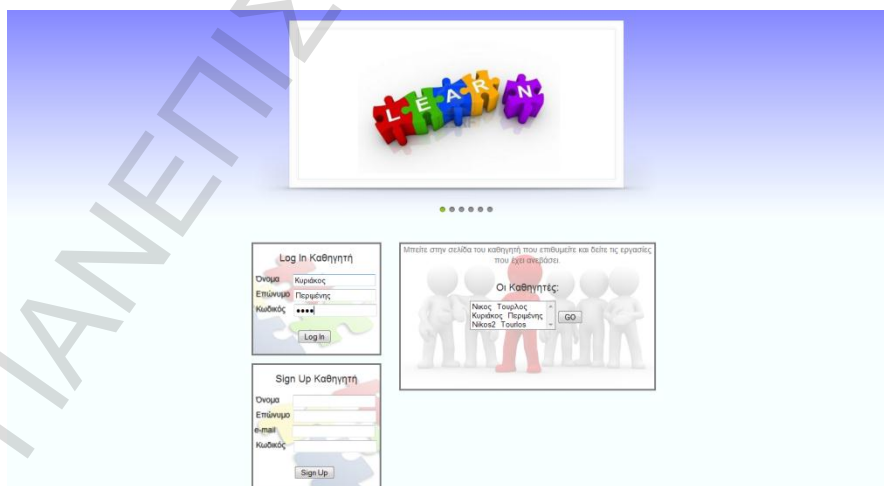 LEARN
Log In Καθηγητή
Όνομα Κυριάκος
Επώνυμο Περιμένης
Κωδικός ••••
Log In
Sign Up Καθηγητή
Όνομα
Επώνυμο
e-mail
Κωδικός
Sign Up
Μπείτε στην σελίδα του καθηγητή που επιθυμείτε και δείτε τις εργασίες
που έχει ανεβάσει.
Οι Καθηγητές:
Νικος Τουρλος
Κυριάκος Περιμένης
Nikos2 Tourlos
GO
ΠΑΝΕΠΙΣ